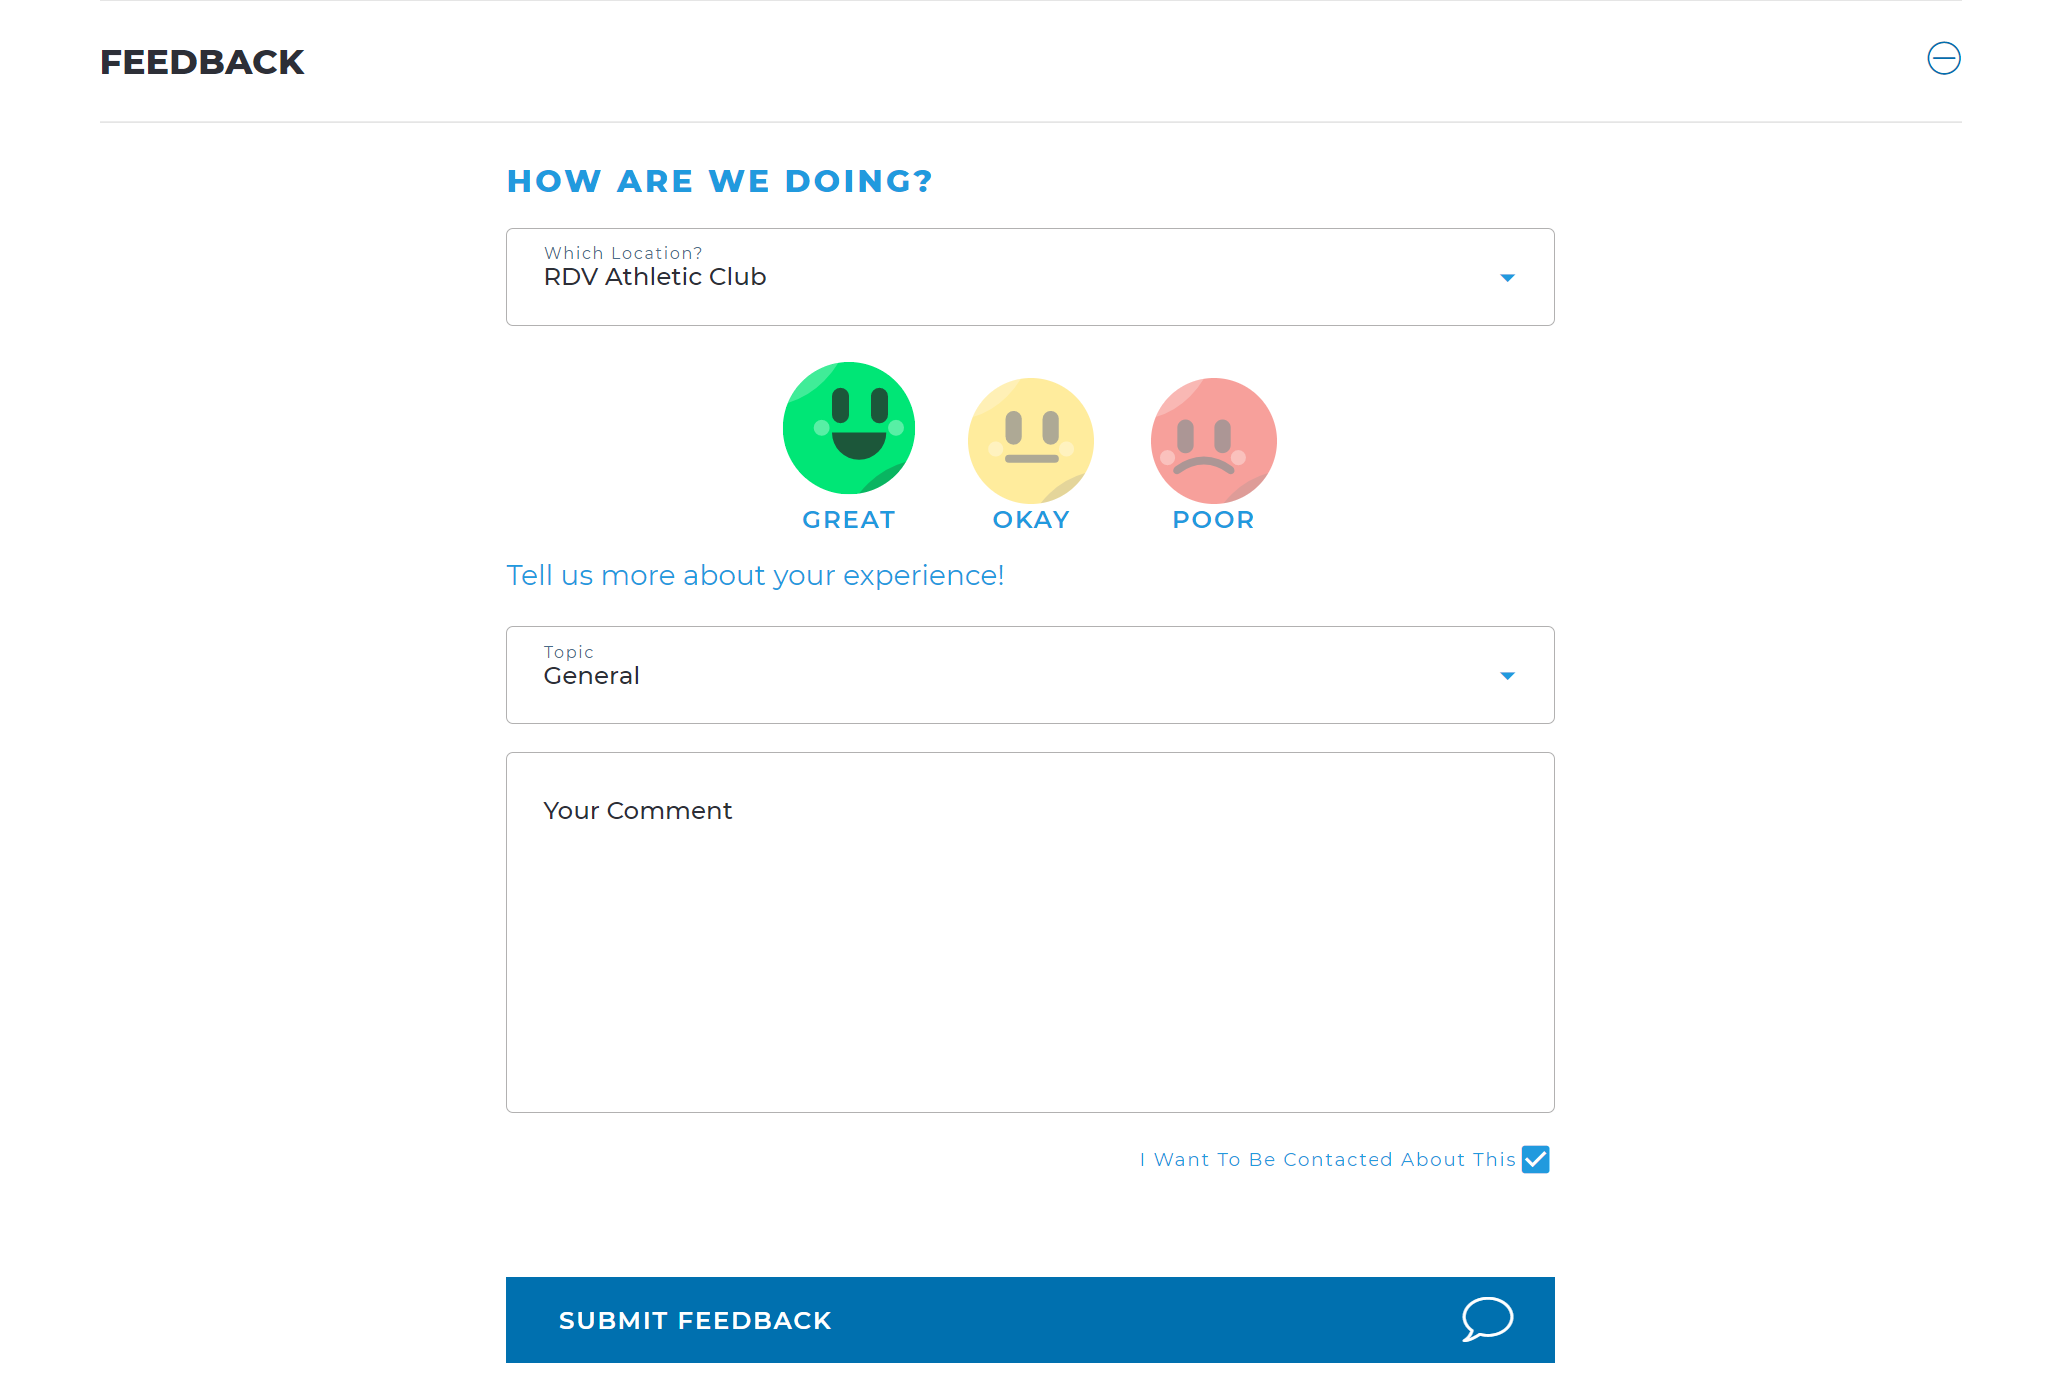 FEEDBACK
HOW ARE WE DOING?
Which Location?
RDV Athletic Club
GREAT OKAY POOR
Tell us more about your experience!
Topic
General
Your Comment
I Want To Be Contacted About This
SUBMIT FEEDBACK